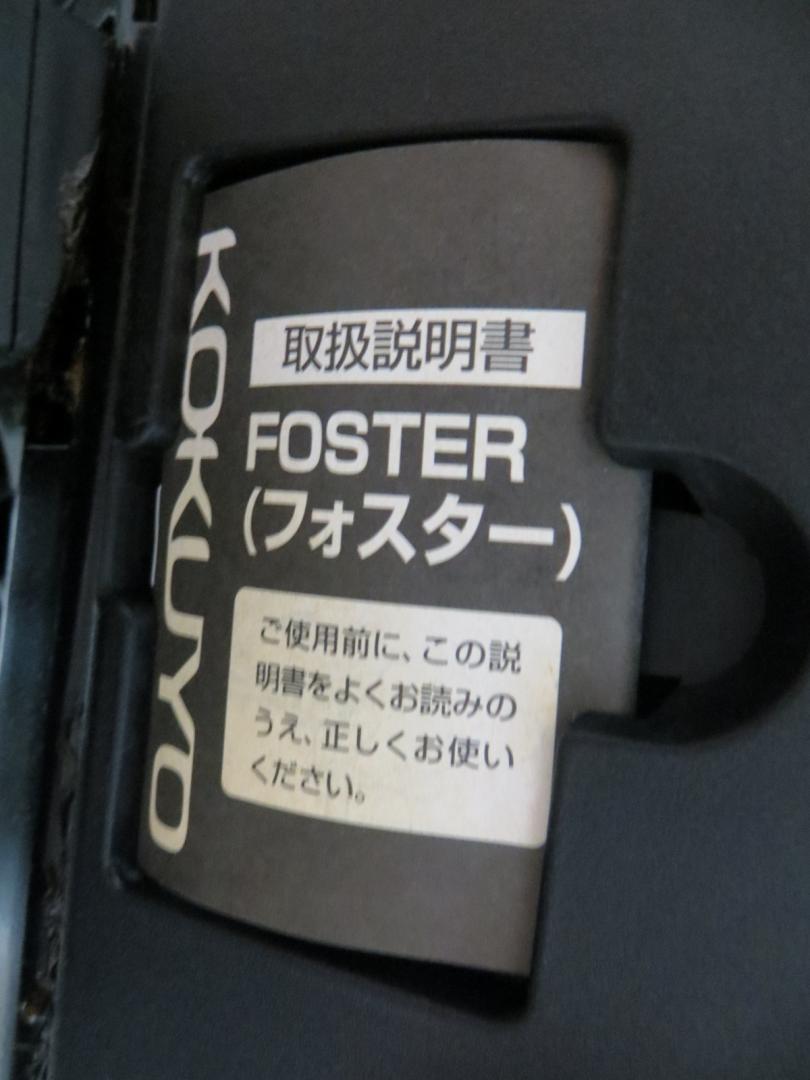 KOKUYO
取扱説明書
FOSTER
(フォスター)
ご使用前に、この説
明書をよくお読みの
うえ、正しくお使い
ください。